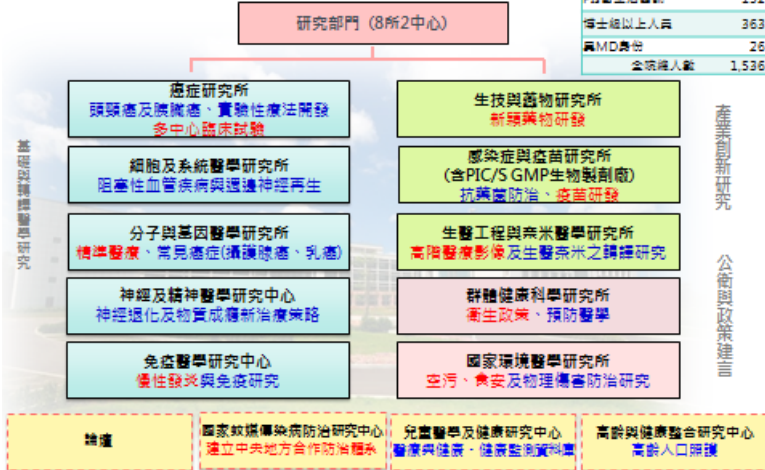 研究部門 (8所2中心)
博士級以上人員 363
具MD身份 26
全院總人數 1,536
癌症研究所
頭頸癌及胰臟癌、實驗性療法開發
多中心臨床試驗
細胞及系統醫學研究所
阻塞性血管疾病與週邊神經再生
分子與基因醫學研究所
精準醫療、常見癌症(攝護腺癌、乳癌)
神經及精神醫學研究中心
神經退化及物質成癮新治療策略
免疫醫學研究中心
慢性發炎與免疫研究
基礎與轉譯醫學研究
生技與藥物研究所
新穎藥物研發
感染症與疫苗研究所
(含PIC/S GMP生物製劑廠)
抗藥菌防治、疫苗研發
生醫工程與奈米醫學研究所
高階醫療影像及生醫奈米之轉譯研究
群體健康科學研究所
衛生政策、預防醫學
國家環境醫學研究所
空污、食安及物理傷害防治研究
產業創新研究
公衛與政策建言
論壇
國家蚊媒傳染病防治研究中心
建立中央地方合作防治體系
兒童醫學及健康研究中心
醫療與健康、健康監測資料庫
高齡與健康整合研究中心
高齡人口照護